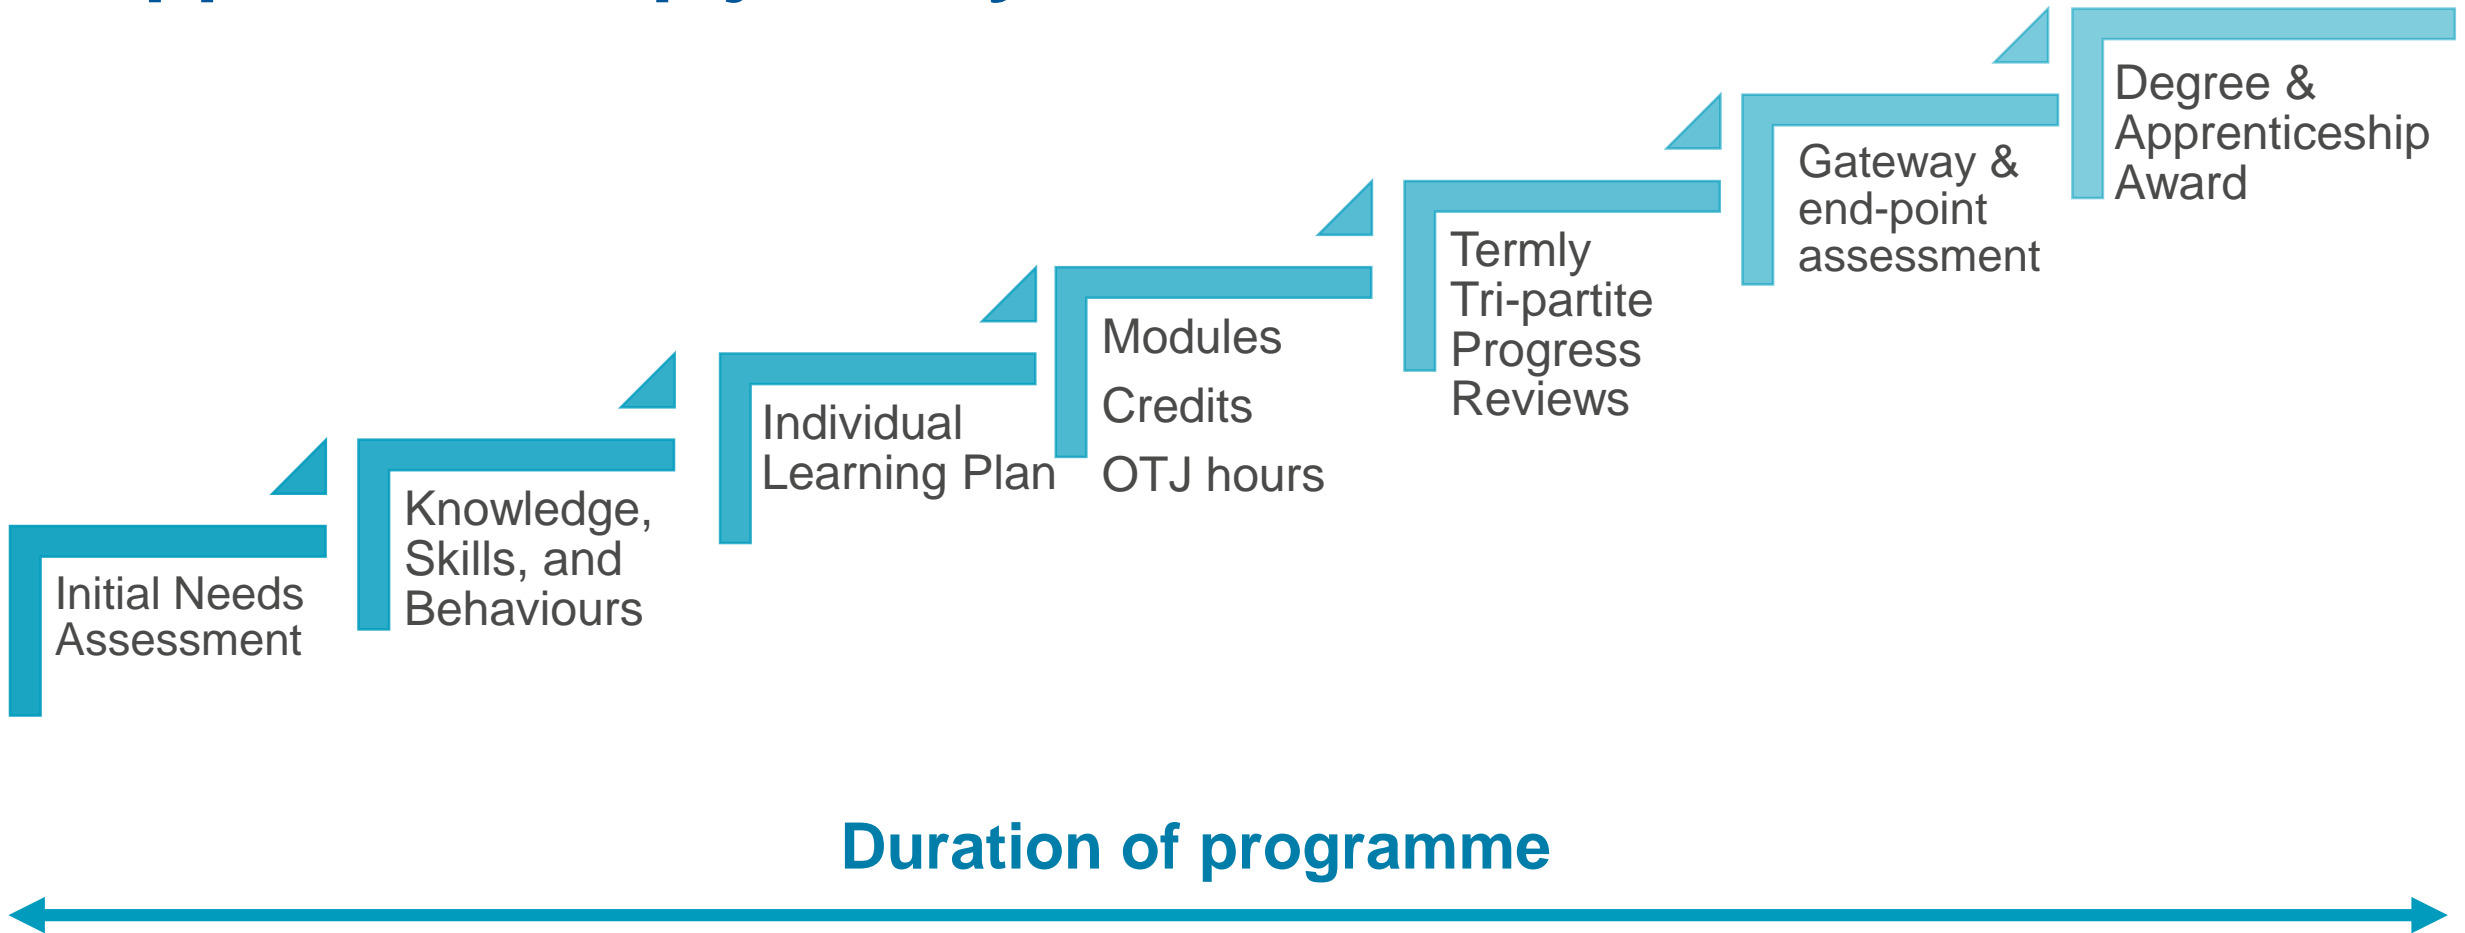 Initial Needs
Assessment
Knowledge,
Skills, and
Behaviours
Individual
Learning Plan
Modules
Credits
OTJ hours
Termly
Tri-partite
Progress
Reviews
Gateway &
end-point
assessment
Degree &
Apprenticeship
Award
Duration of programme